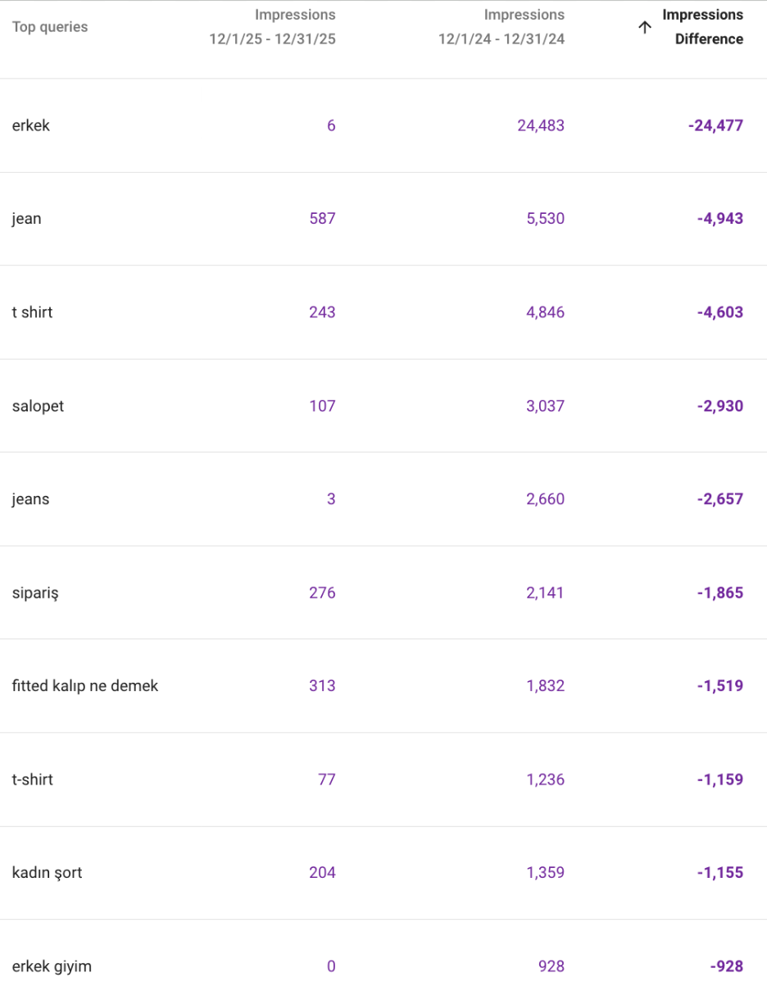 Top queries Impressions 12/1/25 - 12/31/25 Impressions 12/1/24 - 12/31/24 ↑ Impressions Difference
erkek 6 24,483 -24,477
jean 587 5,530 -4,943
t shirt 243 4,846 -4,603
salopet 107 3,037 -2,930
jeans 3 2,660 -2,657
sipariş 276 2,141 -1,865
fitted kalıp ne demek 313 1,832 -1,519
t-shirt 77 1,236 -1,159
kadın şort 204 1,359 -1,155
erkek giyim 0 928 -928